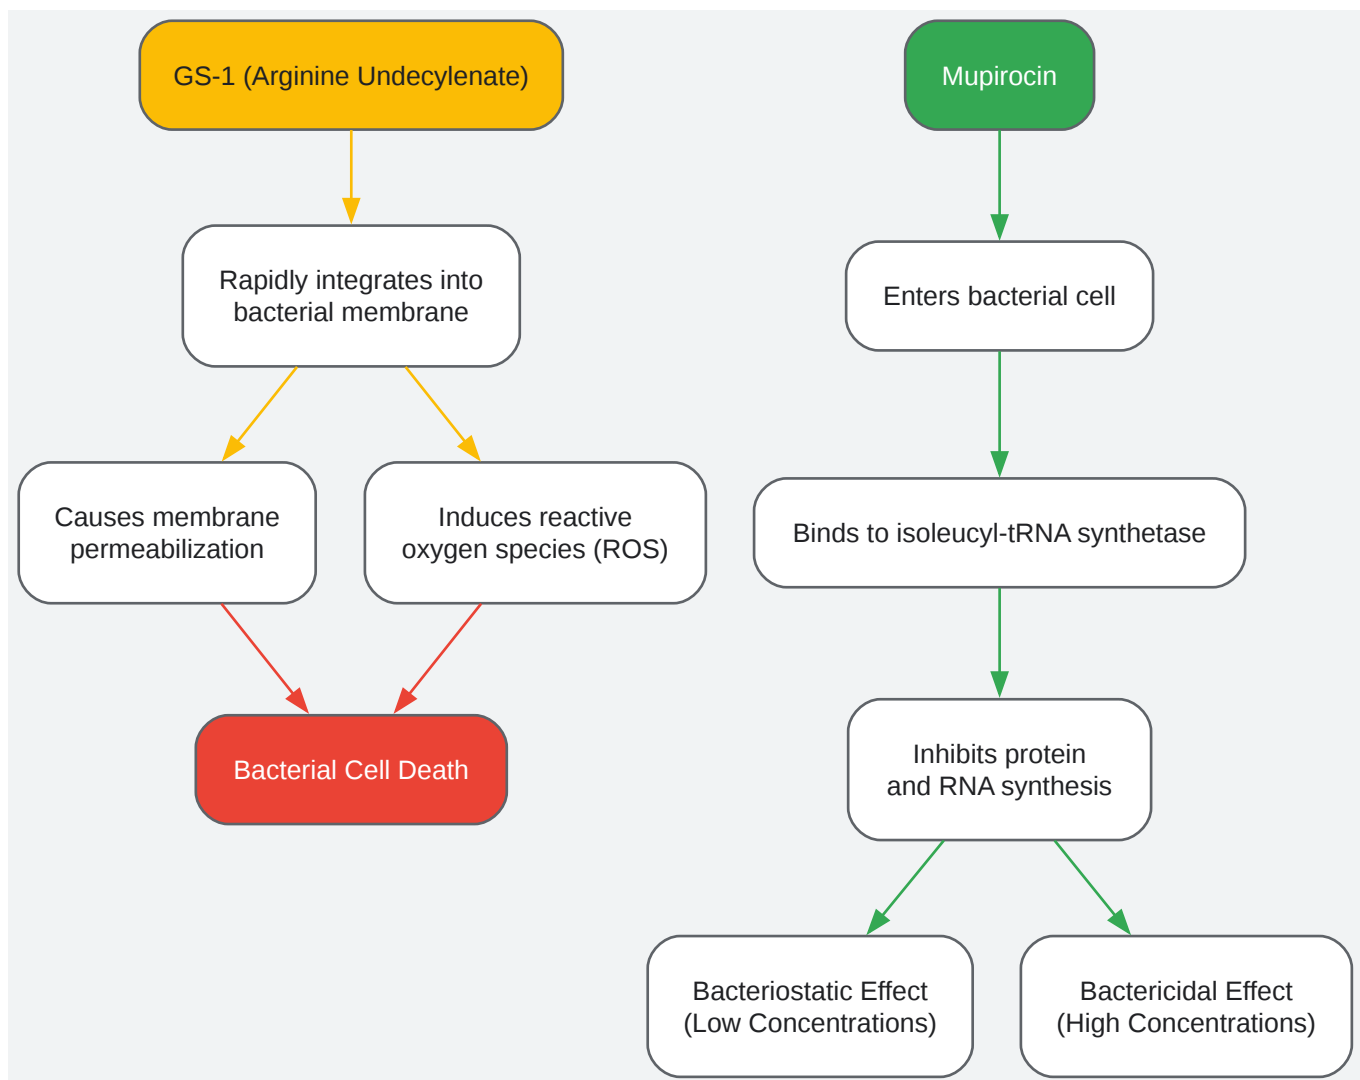 GS-1 (Arginine Undecylenate)
Rapidly integrates into
bacterial membrane
Causes membrane
permeabilization
Induces reactive
oxygen species (ROS)
Bacterial Cell Death
Mupirocin
Enters bacterial cell
Binds to isoleucyl-tRNA synthetase
Inhibits protein
and RNA synthesis
Bacteriostatic Effect
(Low Concentrations)
Bactericidal Effect
(High Concentrations)